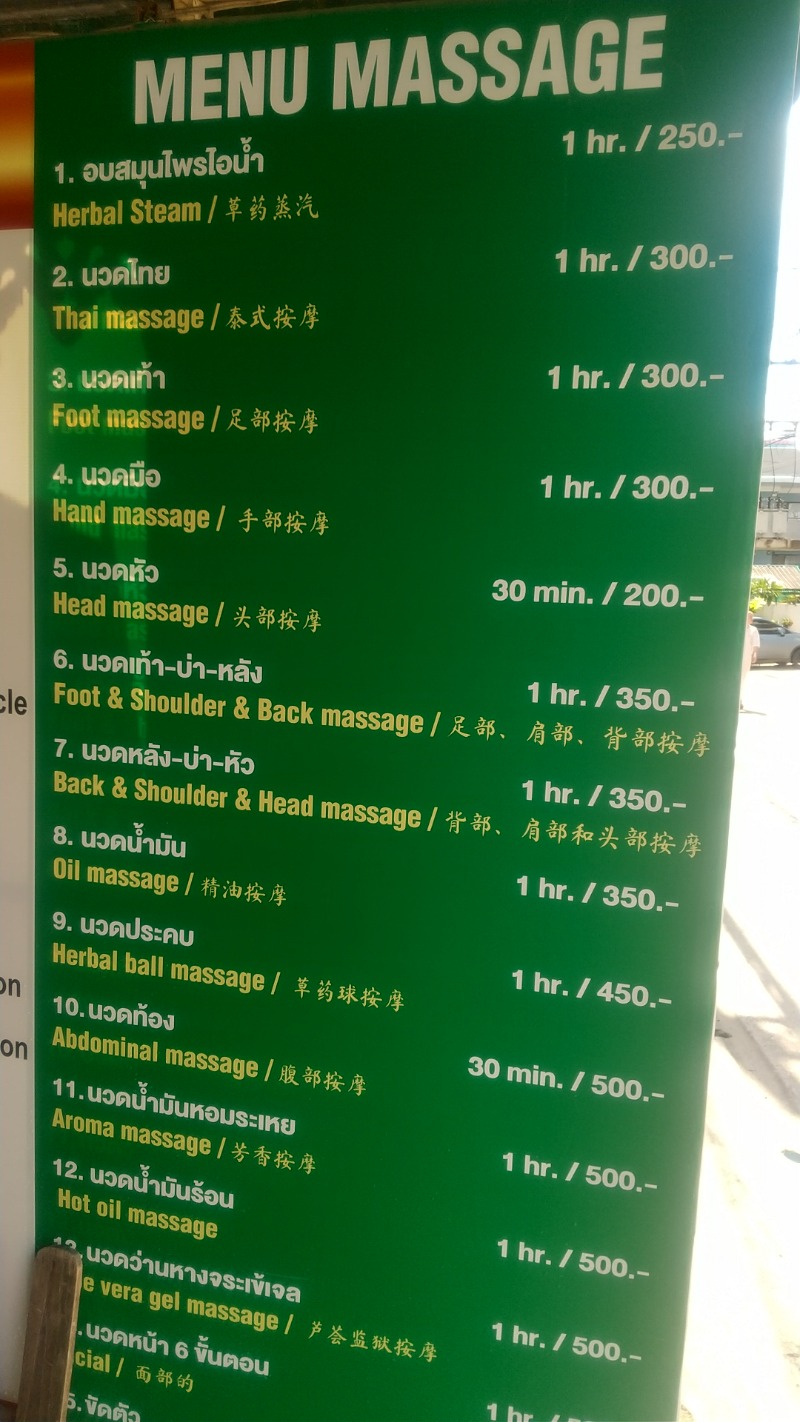 MENU MASSAGE
1. อบสมุนไพรไอน้ำ 1 hr. / 250.-
Herbal Steam / 草药蒸汽
2. นวดไทย 1 hr. / 300.-
Thai massage / 泰式按摩
3. นวดเท้า 1 hr. / 300.-
Foot massage / 足部按摩
4. นวดมือ 1 hr. / 300.-
Hand massage / 手部按摩
5. นวดหัว 30 min. / 200.-
Head massage / 头部按摩
6. นวดเท้า-บ่า-หลัง 1 hr. / 350.-
Foot & Shoulder & Back massage / 足部、肩部、背部按摩
7. นวดหลัง-บ่า-หัว 1 hr. / 350.-
Back & Shoulder & Head massage / 背部、肩部和头部按摩
8. นวดน้ำมัน 1 hr. / 350.-
Oil massage / 精油按摩
9. นวดประคบ 1 hr. / 450.-
Herbal ball massage / 草药球按摩
10. นวดท้อง 30 min. / 500.-
Abdominal massage / 腹部按摩
11. นวดน้ำมันหอมระเหย 1 hr. / 500.-
Aroma massage / 芳香按摩
12. นวดน้ำมันร้อน 1 hr. / 500.-
Hot oil massage
13. นวดว่านหางจระเข้เจล 1 hr. / 500.-
e vera gel massage / 芦荟监狱按摩
. นวดหน้า 6 ขั้นตอน
cial / 面部的
5. ขัดตัว 1 hr.
cle
on
on